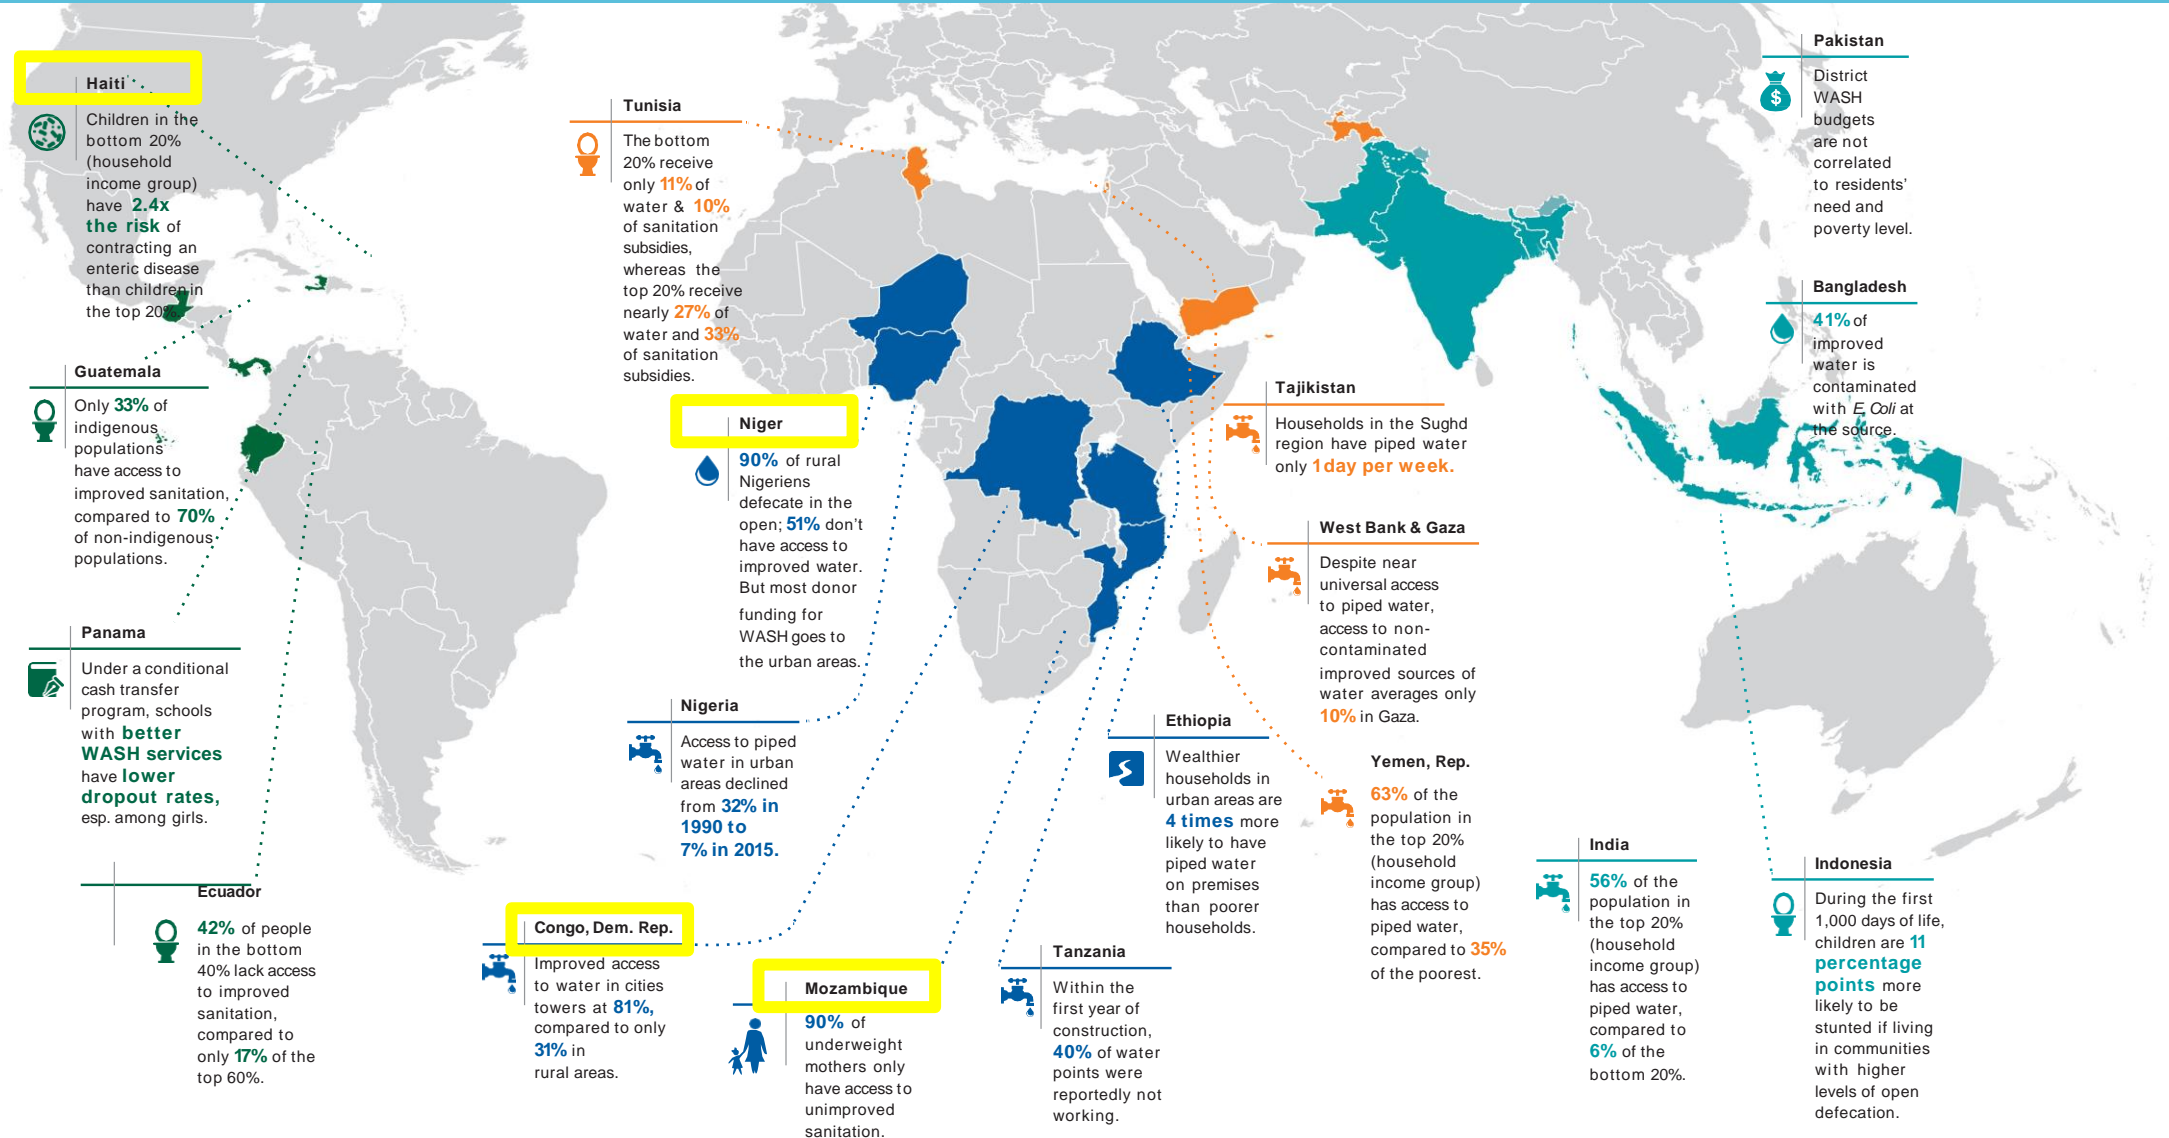 Haiti
Children in the
bottom 20%
(household
income group)
have 2.4x
the risk of
contracting an
enteric disease
than children in
the top 20%.
Guatemala
Only 33% of
indigenous
populations
have access to
improved sanitation,
compared to 70%
of non-indigenous
populations.
Panama
Under a conditional
cash transfer
program, schools
with better
WASH services
have lower
dropout rates,
esp. among girls.
Ecuador
42% of people
in the bottom
40% lack access
to improved
sanitation,
compared to
only 17% of the
top 60%.
Tunisia
The bottom
20% receive
only 11% of
water & 10%
of sanitation
subsidies,
whereas the
top 20% receive
nearly 27% of
water and 33%
of sanitation
subsidies.
Niger
90% of rural
Nigeriens
defecate in the
open; 51% don't
have access to
improved water.
But most donor
funding for
WASH goes to
the urban areas.
Nigeria
Access to piped
water in urban
areas declined
from 32% in
1990 to
7% in 2015.
Congo, Dem. Rep.
Improved access
to water in cities
towers at 81%,
compared to only
31% in
rural areas.
Mozambique
90% of
underweight
mothers only
have access to
unimproved
sanitation.
Tanzania
Within the
first year of
construction,
40% of water
points were
reportedly not
working.
Ethiopia
Wealthier
households in
urban areas are
4 times more
likely to have
piped water
on premises
than poorer
households.
Tajikistan
Households in the Sughd
region have piped water
only 1 day per week.
West Bank & Gaza
Despite near
universal access
to piped water,
access to non-
contaminated
improved sources of
water averages only
10% in Gaza.
Yemen, Rep.
63% of the
population in
the top 20%
(household
income group)
has access to
piped water,
compared to 35%
of the poorest.
Pakistan
$
District
WASH
budgets
are not
correlated
to residents'
need and
poverty level.
Bangladesh
41% of
improved
water is
contaminated
with E. Coli at
the source.
India
56% of the
population in
the top 20%
(household
income group)
has access to
piped water,
compared to
6% of the
bottom 20%.
Indonesia
During the first
1,000 days of life,
children are 11
percentage
points more
likely to be
stunted if living
in communities
with higher
levels of open
defecation.